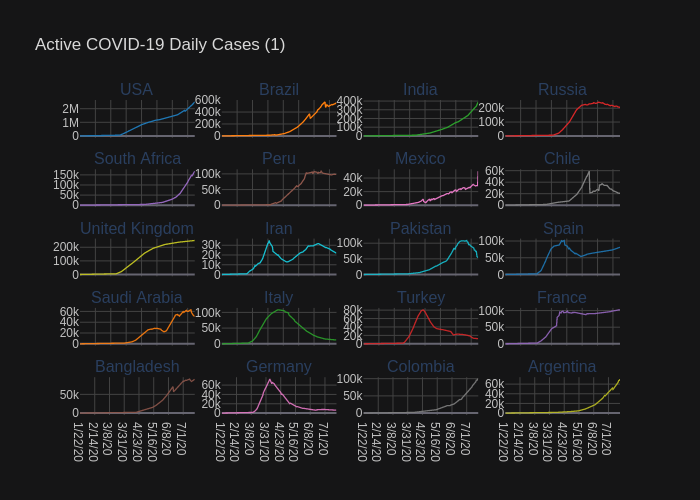 Active COVID-19 Daily Cases (1)
USA
Brazil
India
Russia
2M
1M
0
600k
400k
200k
0
400k
300k
200k
100k
0
200k
100k
0
South Africa
Peru
Mexico
Chile
150k
100k
50k
0
100k
50k
0
40k
20k
0
60k
40k
20k
0
United Kingdom
Iran
Pakistan
Spain
200k
100k
0
30k
20k
10k
0
100k
50k
0
100k
50k
0
Saudi Arabia
Italy
Turkey
France
60k
40k
20k
0
100k
50k
0
80k
60k
40k
20k
0
100k
50k
0
Bangladesh
Germany
Colombia
Argentina
50k
0
60k
40k
20k
0
100k
50k
0
60k
40k
20k
0
1/22/20
2/14/20
3/8/20
3/31/20
4/23/20
5/16/20
6/8/20
7/1/20
1/22/20
2/14/20
3/8/20
3/31/20
4/23/20
5/16/20
6/8/20
7/1/20
1/22/20
2/14/20
3/8/20
3/31/20
4/23/20
5/16/20
6/8/20
7/1/20
1/22/20
2/14/20
3/8/20
3/31/20
4/23/20
5/16/20
6/8/20
7/1/20